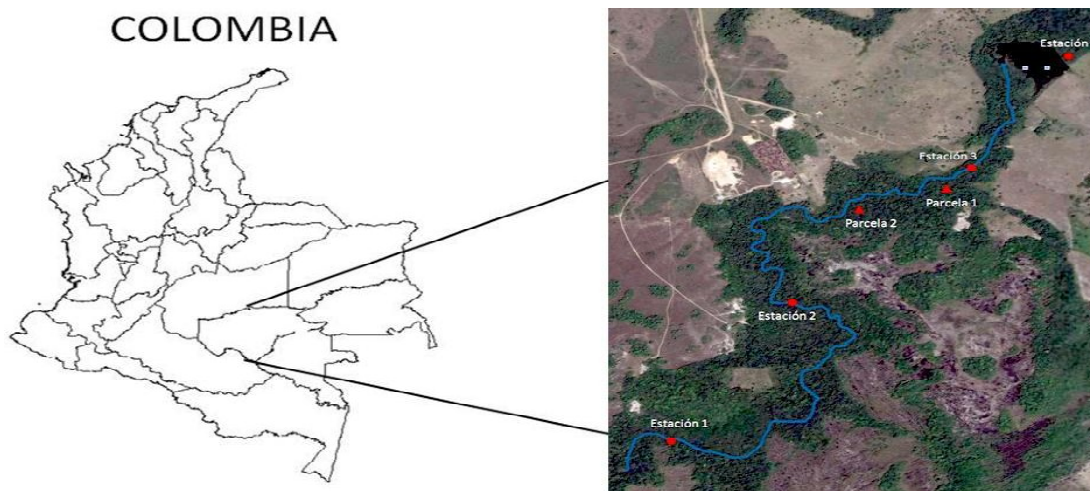 COLOMBIA
Estación
Estación 3
Parcela 1
Parcela 2
Estación 2
Estación 1